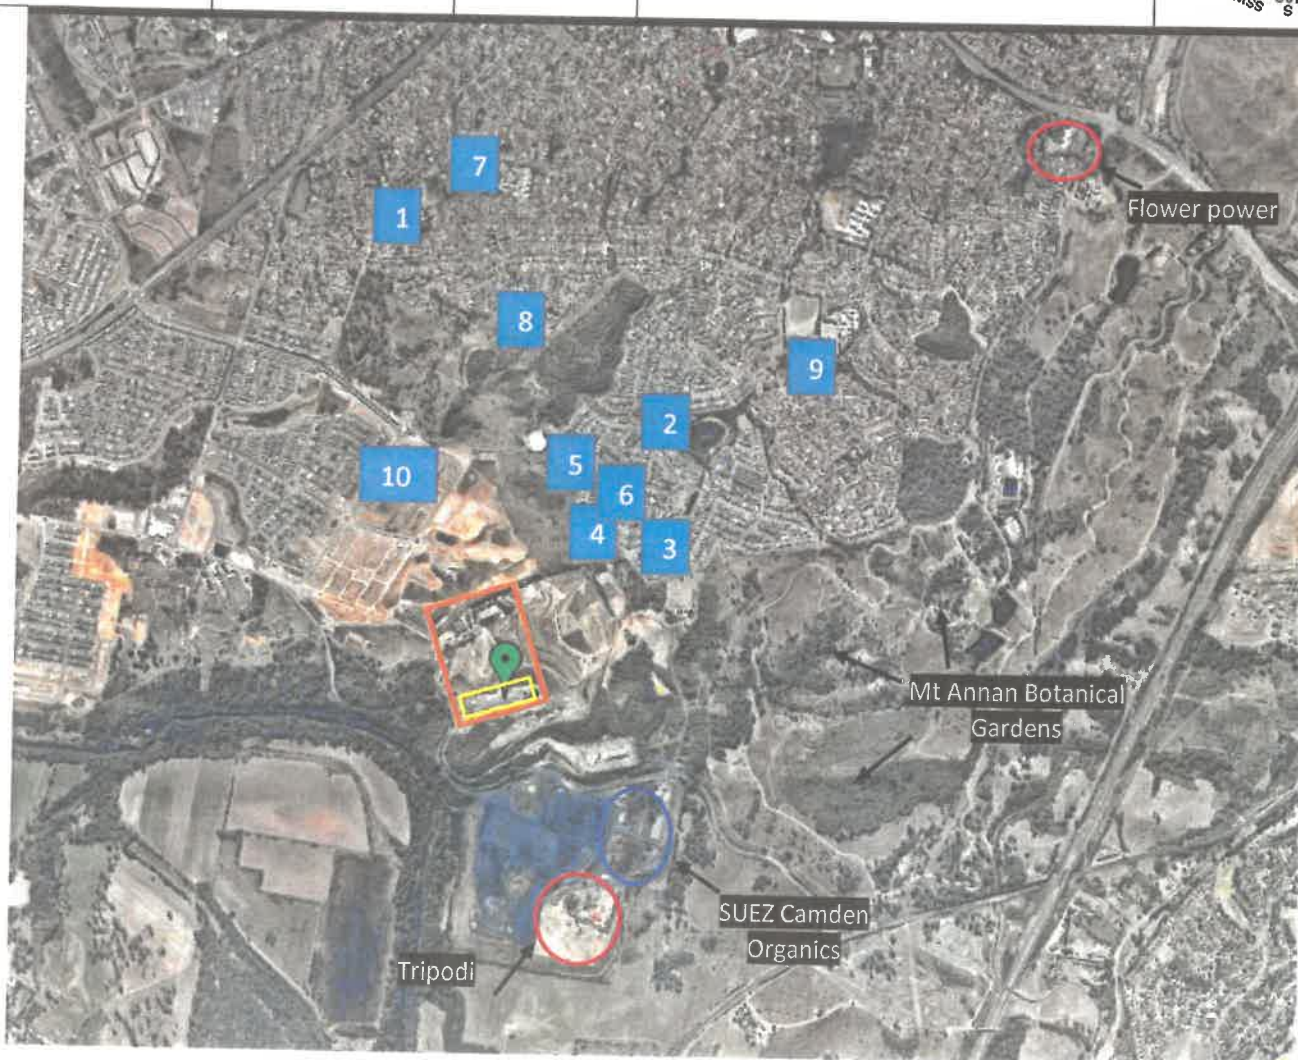 7
1
Flower power
8
9
2
5
10
6
4
3
Mt Annan Botanical
Gardens
SUEZ Camden
Organics
Tripodi